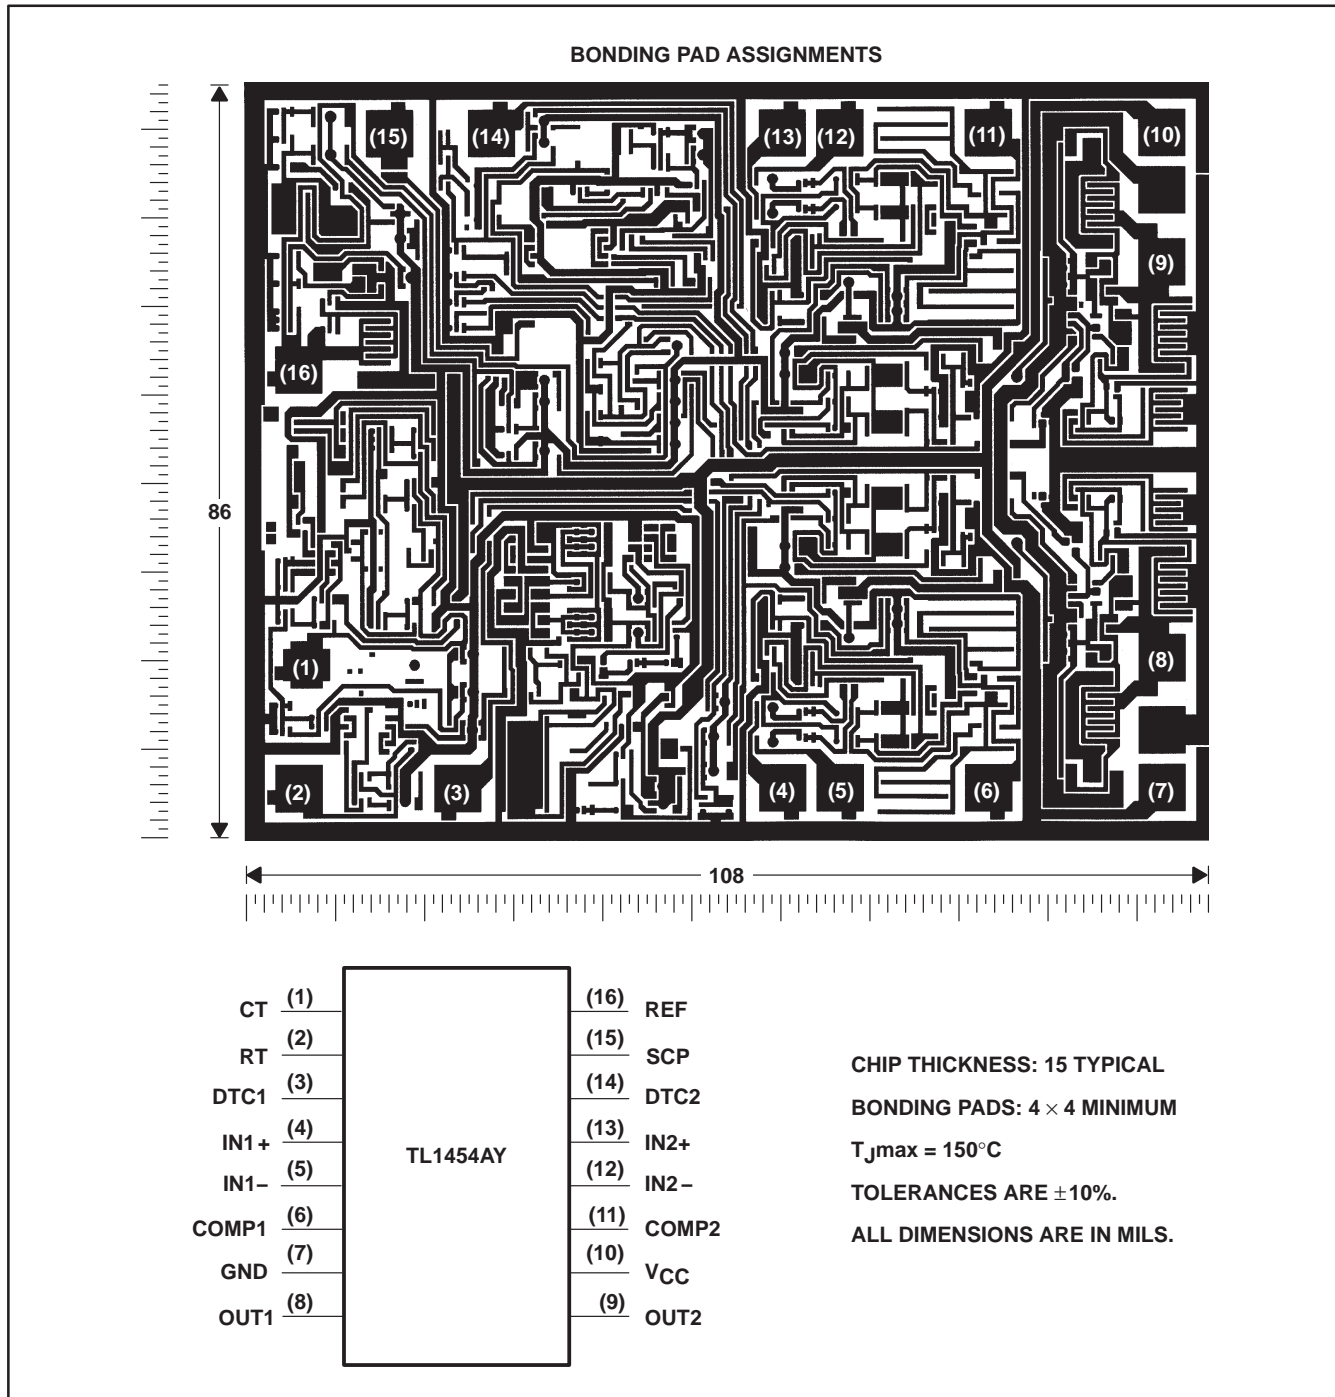 BONDING PAD ASSIGNMENTS
(15) (14) (13) (12) (11) (10)
(9)
(16)
86
(1)
(8)
(2) (3) (4) (5) (6) (7)
108
CT (1)
RT (2)
DTC1 (3)
IN1+ (4)
IN1− (5)
COMP1 (6)
GND (7)
OUT1 (8)
TL1454AY
(16) REF
(15) SCP
(14) DTC2
(13) IN2+
(12) IN2−
(11) COMP2
(10) VCC
(9) OUT2
CHIP THICKNESS: 15 TYPICAL
BONDING PADS: 4 × 4 MINIMUM
TJmax = 150°C
TOLERANCES ARE ±10%.
ALL DIMENSIONS ARE IN MILS.